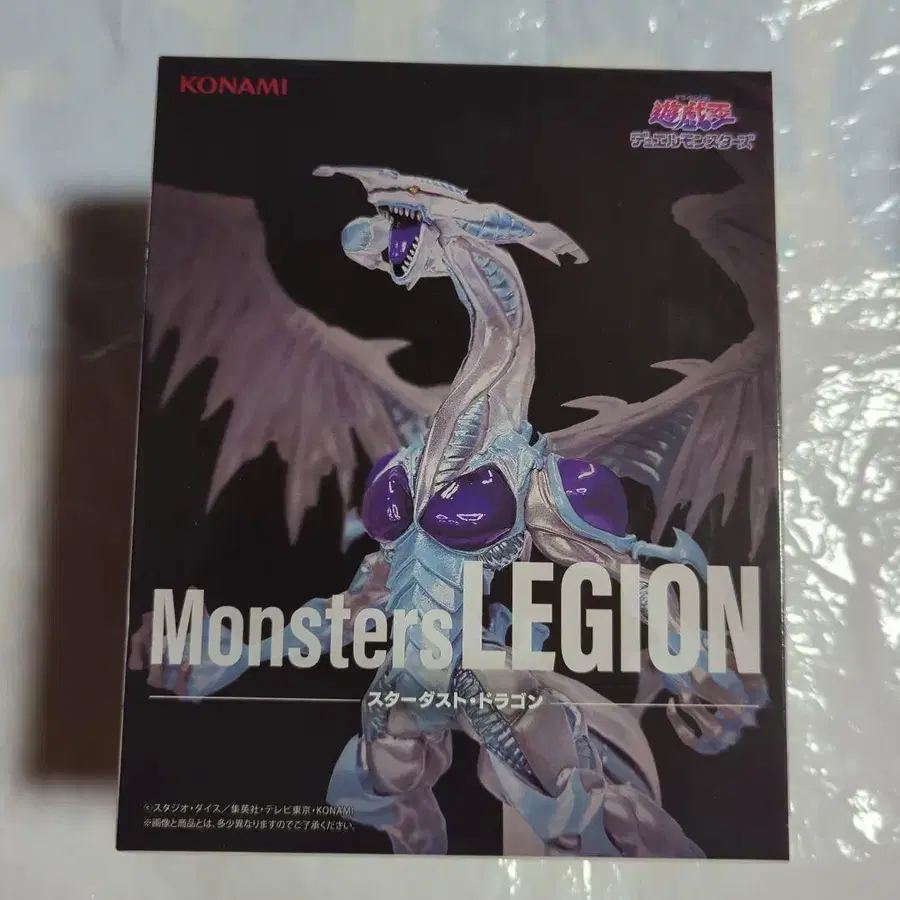 KONAMI
遊戯王
デュエルモンスターズ
Monsters LEGION
スターダスト・ドラゴン
©スタジオ・ダイス／集英社・テレビ東京・KONAMI
※画像と商品とは、多少異なりますのでご了承ください。